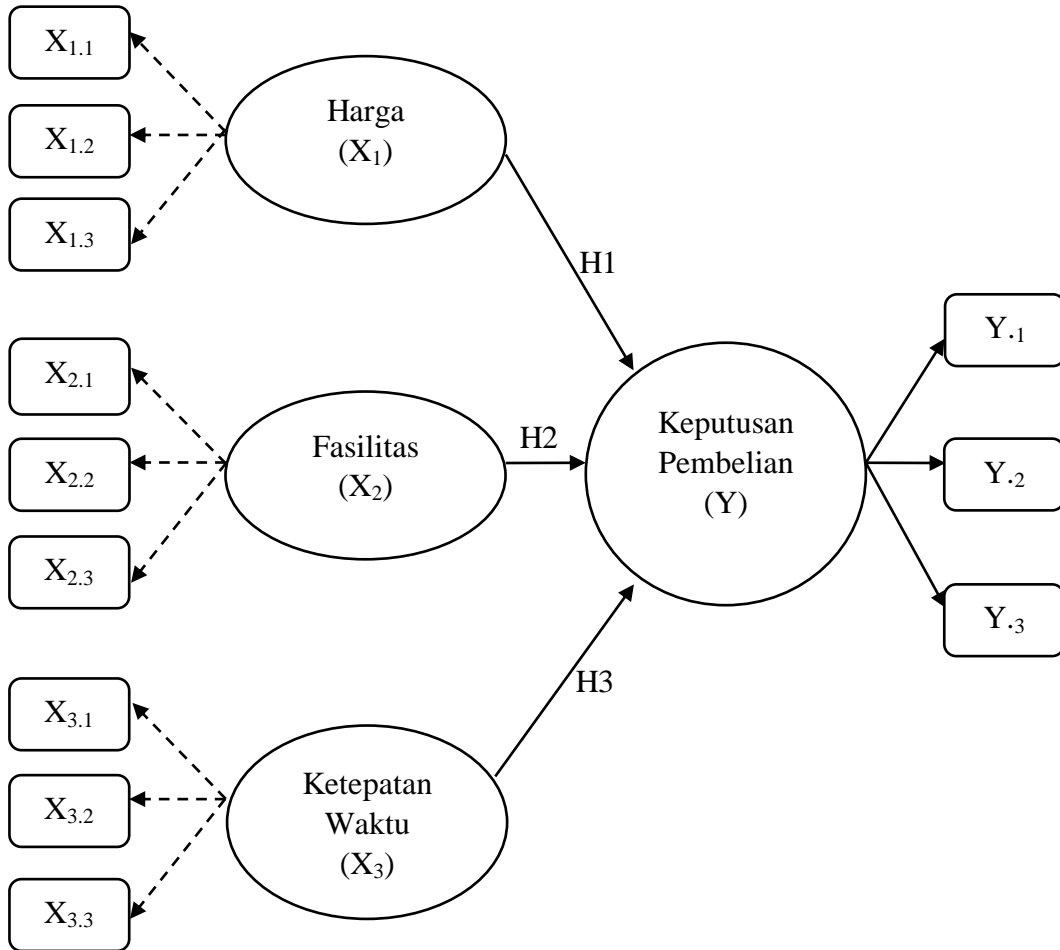 X1.1
X1.2
X1.3
Harga
(X1)
H1
X2.1
X2.2
X2.3
Fasilitas
(X2)
H2
Keputusan
Pembelian
(Y)
Y.1
Y.2
Y.3
H3
X3.1
X3.2
X3.3
Ketepatan
Waktu
(X3)